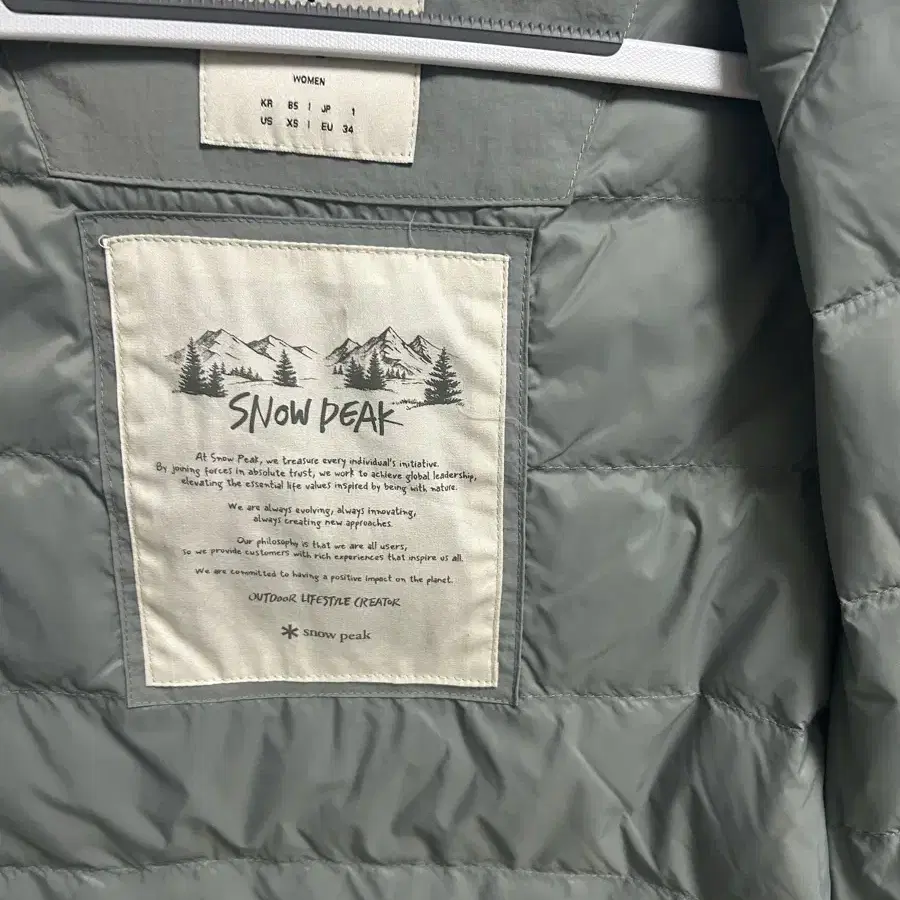 WOMEN
KR 85 | JP 1
US XS | EU 34
SNOW PEAK
At Snow Peak, we treasure every individual's initiative.
By joining forces in absolute trust, we work to achieve global leadership,
elevating the essential life values inspired by being with nature.
We are always evolving, always innovating,
always creating new approaches.
Our philosophy is that we are all users,
so we provide customers with rich experiences that inspire us all.
We are committed to having a positive impact on the planet.
OUTDOOR LIFESTYLE CREATOR
snow peak